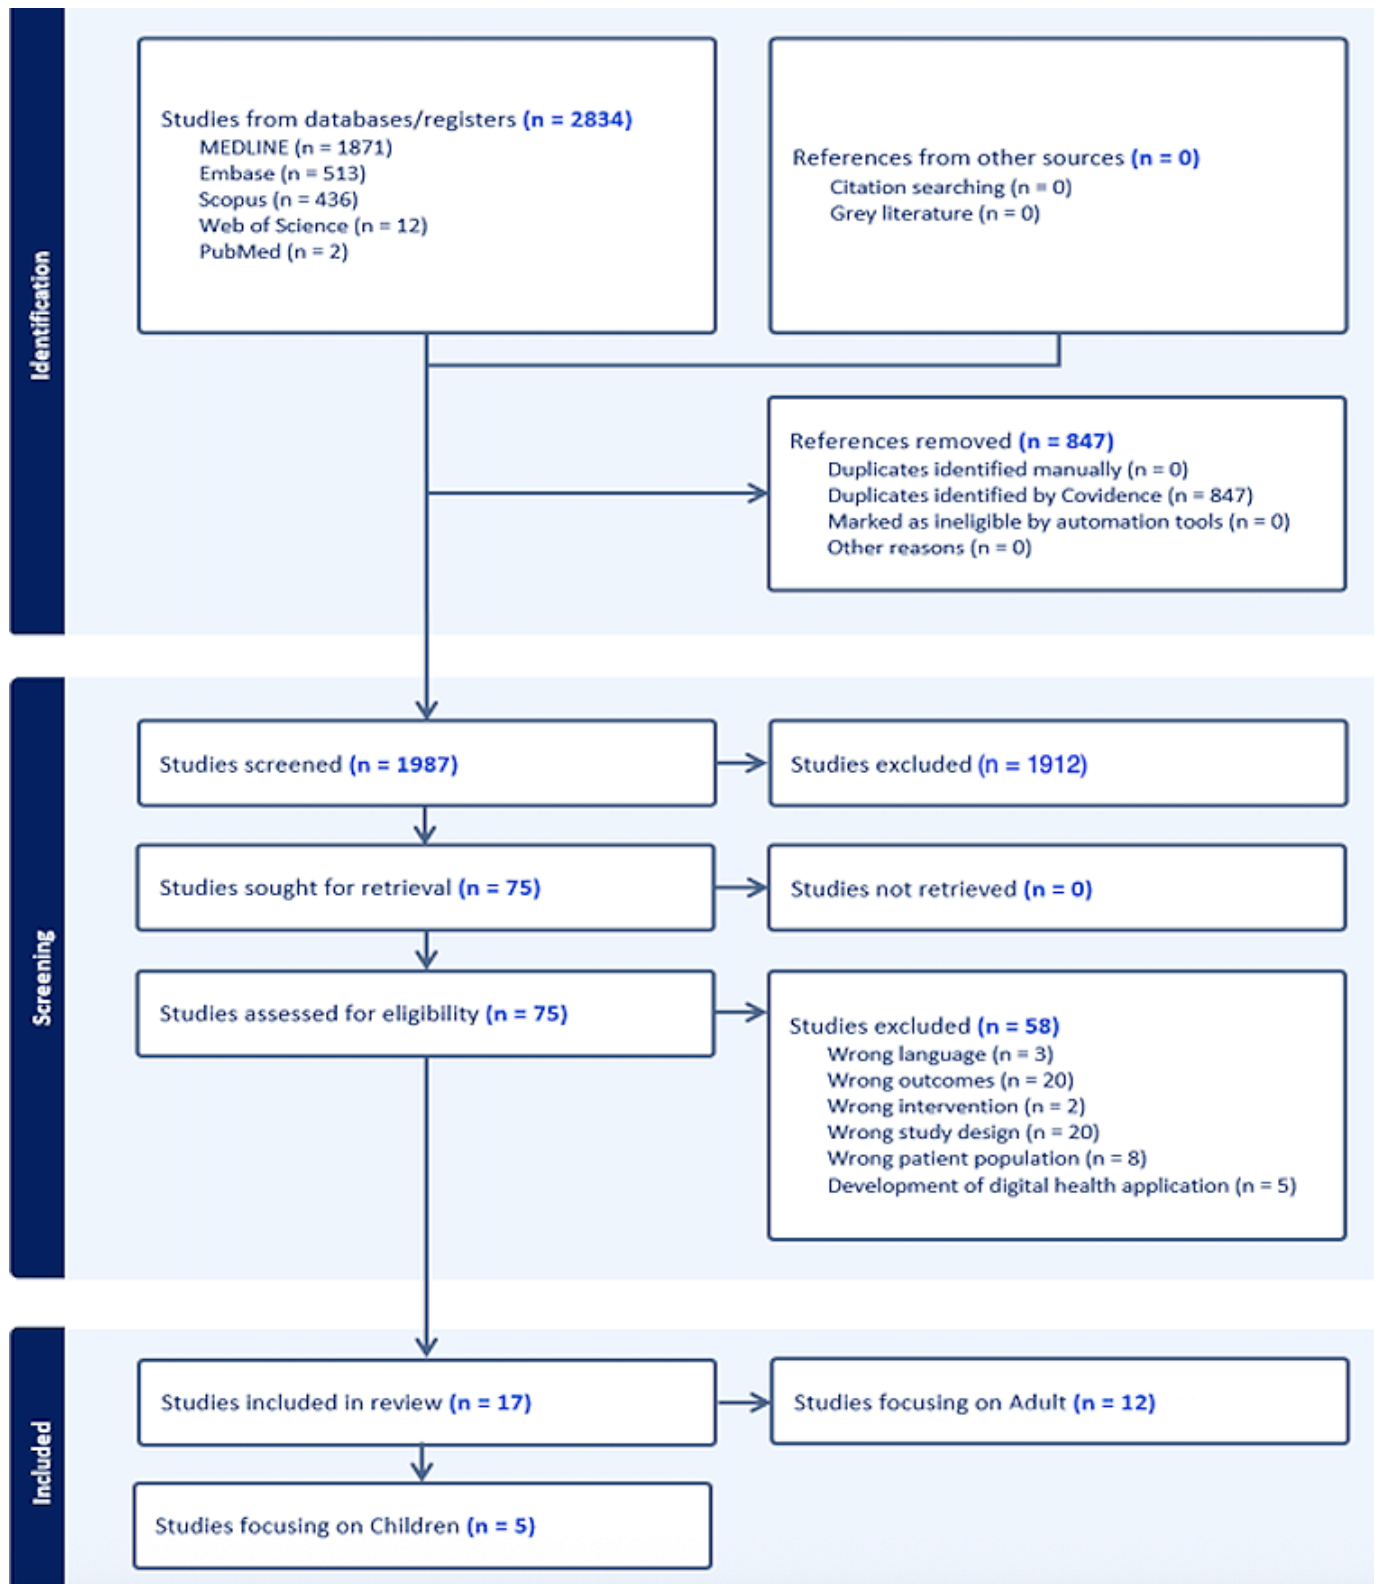 Identification
Studies from databases/registers (n = 2834)
MEDLINE (n = 1871)
Embase (n = 513)
Scopus (n = 436)
Web of Science (n = 12)
PubMed (n = 2)
References from other sources (n = 0)
Citation searching (n = 0)
Grey literature (n = 0)
References removed (n = 847)
Duplicates identified manually (n = 0)
Duplicates identified by Covidence (n = 847)
Marked as ineligible by automation tools (n = 0)
Other reasons (n = 0)
Screening
Studies screened (n = 1987)
Studies excluded (n = 1912)
Studies sought for retrieval (n = 75)
Studies not retrieved (n = 0)
Studies assessed for eligibility (n = 75)
Studies excluded (n = 58)
Wrong language (n = 3)
Wrong outcomes (n = 20)
Wrong intervention (n = 2)
Wrong study design (n = 20)
Wrong patient population (n = 8)
Development of digital health application (n = 5)
Included
Studies included in review (n = 17)
Studies focusing on Adult (n = 12)
Studies focusing on Children (n = 5)